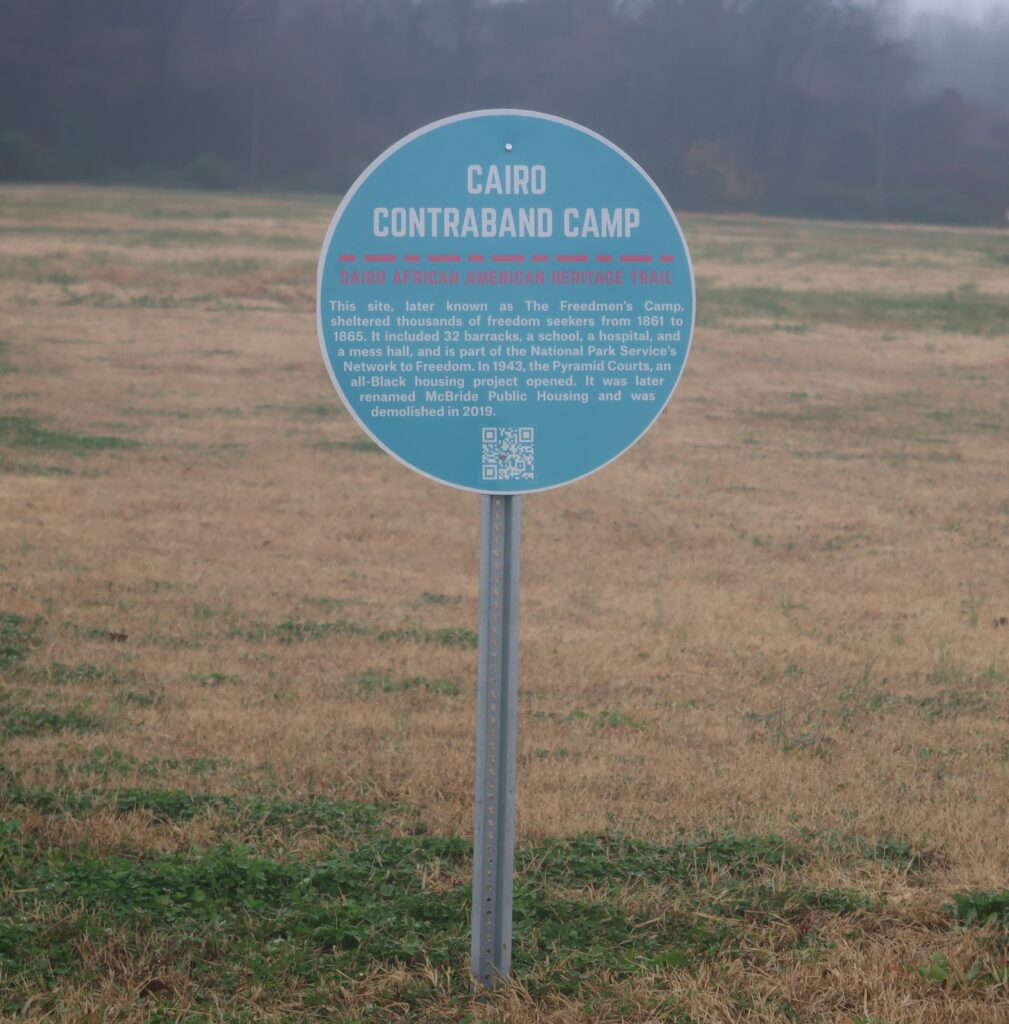 CAIRO
CONTRABAND CAMP
CAIRO AFRICAN AMERICAN HERITAGE TRAIL
This site, later known as The Freedmen's Camp,
sheltered thousands of freedom seekers from 1861 to
1865. It included 32 barracks, a school, a hospital, and
a mess hall, and is part of the National Park Service's
Network to Freedom. In 1943, the Pyramid Courts, an
all-Black housing project opened. It was later
renamed McBride Public Housing and was
demolished in 2019.